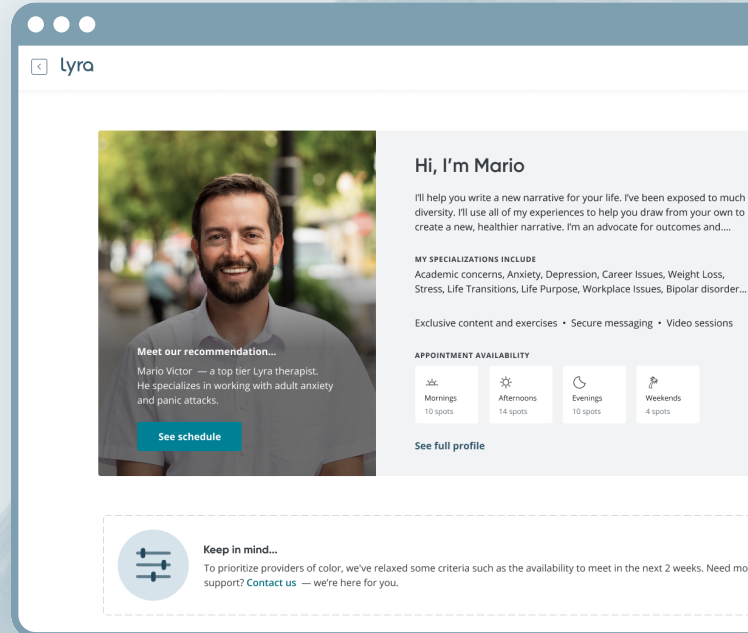 lyra
Hi, I'm Mario
I'll help you write a new narrative for your life. I've been exposed to much
diversity. I'll use all of my experiences to help you draw from your own to
create a new, healthier narrative. I'm an advocate for outcomes and....
MY SPECIALIZATIONS INCLUDE
Academic concerns, Anxiety, Depression, Career Issues, Weight Loss,
Stress, Life Transitions, Life Purpose, Workplace Issues, Bipolar disorder...
Exclusive content and exercises • Secure messaging • Video sessions
APPOINTMENT AVAILABILITY
Mornings
10 spots
Afternoons
14 spots
Evenings
10 spots
Weekends
4 spots
See full profile
Meet our recommendation...
Mario Victor — a top tier Lyra therapist.
He specializes in working with adult anxiety
and panic attacks.
See schedule
Keep in mind...
To prioritize providers of color, we've relaxed some criteria such as the availability to meet in the next 2 weeks. Need
support? Contact us — we're here for you.